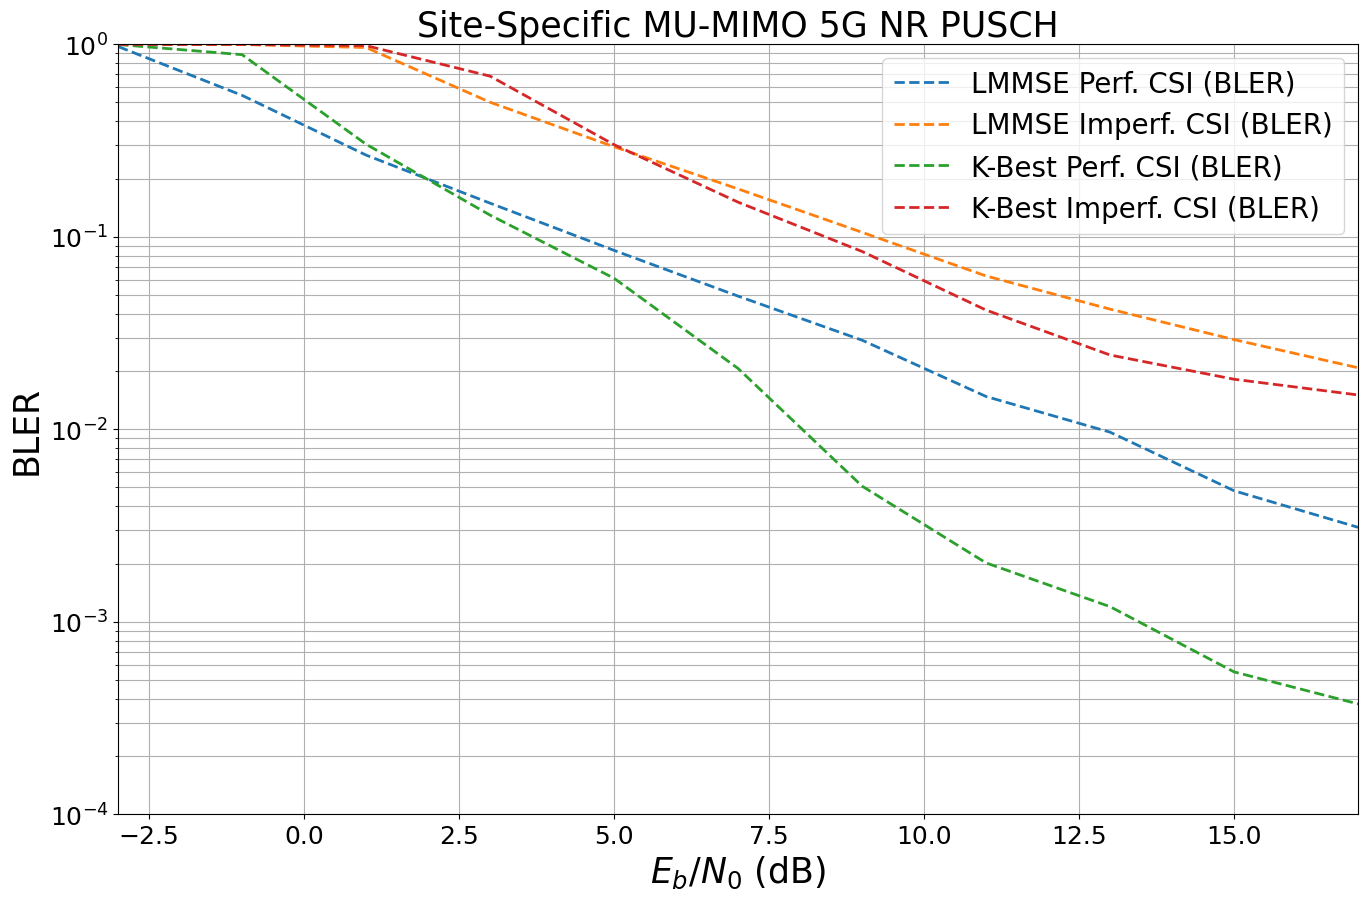 Site-Specific MU-MIMO 5G NR PUSCH
10⁰
10⁻¹
10⁻²
10⁻³
10⁻⁴
BLER
LMMSE Perf. CSI (BLER)
LMMSE Imperf. CSI (BLER)
K-Best Perf. CSI (BLER)
K-Best Imperf. CSI (BLER)
−2.5 0.0 2.5 5.0 7.5 10.0 12.5 15.0
E_b/N_0 (dB)